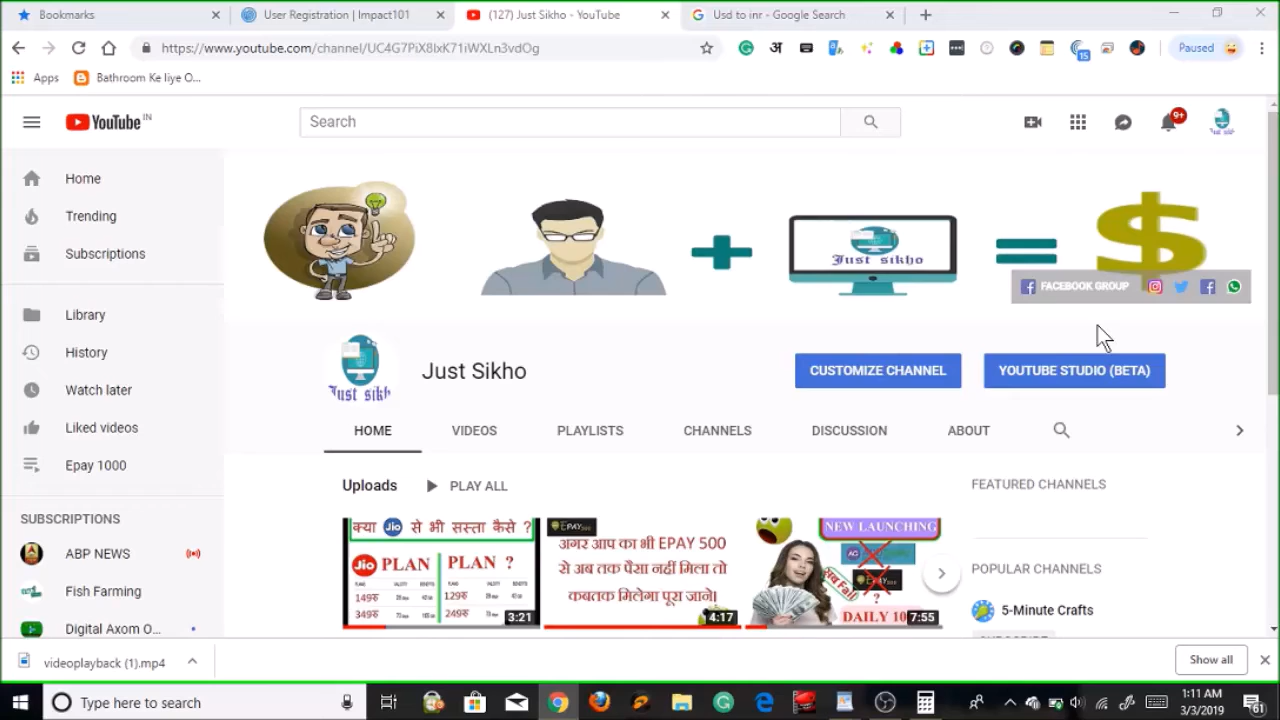 Bookmarks
User Registration | Impact101
(127) Just Sikho - YouTube
Usd to inr - Google Search
https://www.youtube.com/channel/UC4G7PiX8lxK71iWXLn3vdOg
अ
15
Paused
Apps
Bathroom Ke liye O...
YouTube IN
Search
9+
Just sikho
Home
Trending
Subscriptions
Just sikho
FACEBOOK GROUP
Library
History
Watch later
Liked videos
Epay 1000
Just sikh
Just Sikho
CUSTOMIZE CHANNEL
YOUTUBE STUDIO (BETA)
HOME
VIDEOS
PLAYLISTS
CHANNELS
DISCUSSION
ABOUT
Uploads
PLAY ALL
FEATURED CHANNELS
SUBSCRIPTIONS
ABP NEWS
Fish Farming
Digital Axom O...
क्या Jio से भी सस्ता कैसे ?
Jio PLAN
PLAN ?
149रु
129रु
349रु
249रु
3:21
EPAY500
अगर आप का भी EPAY 500
से अब तक पैसा नहीं मिला तो
कबतक मिलेगा पूरा जाने।
4:17
NEW LAUNCHING
?
DAILY 10
7:55
POPULAR CHANNELS
5-Minute Crafts
videoplayback (1).mp4
Show all
Type here to search
1:11 AM
3/3/2019
61